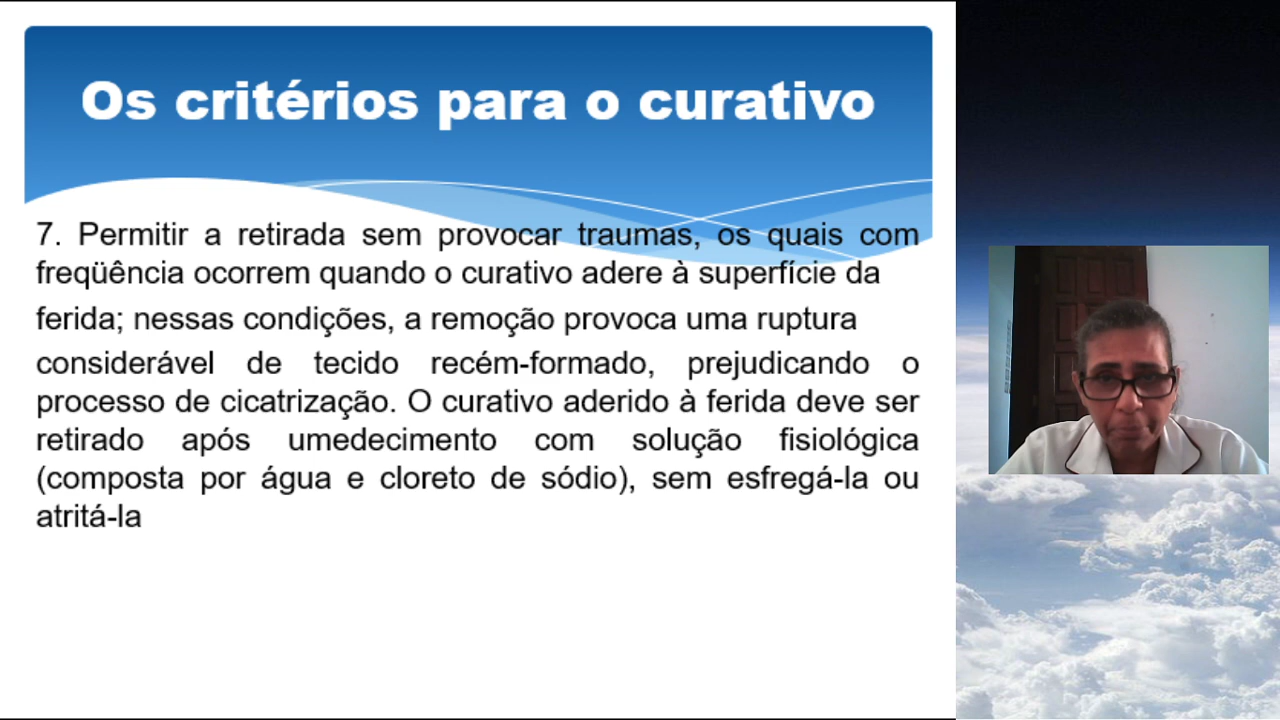 Os critérios para o curativo
7. Permitir a retirada sem provocar traumas, os quais com
freqüência ocorrem quando o curativo adere à superfície da
ferida; nessas condições, a remoção provoca uma ruptura
considerável de tecido recém-formado, prejudicando o
processo de cicatrização. O curativo aderido à ferida deve ser
retirado após umedecimento com solução fisiológica
(composta por água e cloreto de sódio), sem esfregá-la ou
atritá-la